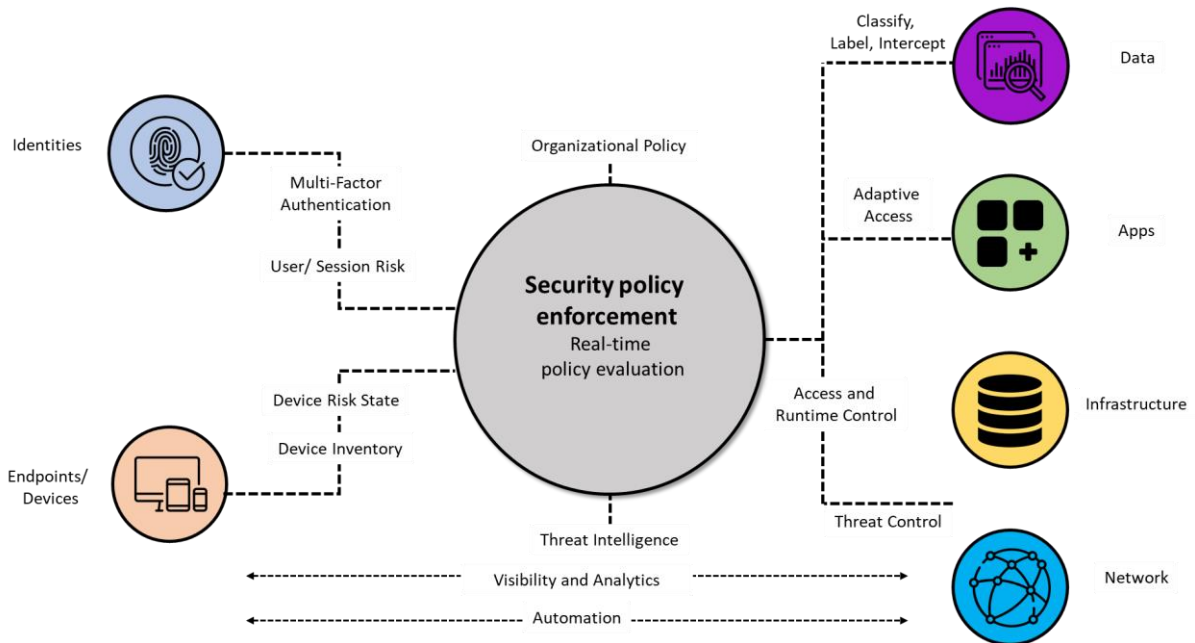 Classify,
Label, Intercept
Data
Identities
Organizational Policy
Multi-Factor
Authentication
Adaptive
Access
Apps
User/ Session Risk
Security policy
enforcement
Real-time
policy evaluation
Device Risk State
Access and
Runtime Control
Infrastructure
Device Inventory
Endpoints/
Devices
Threat Control
Threat Intelligence
Visibility and Analytics
Network
Automation